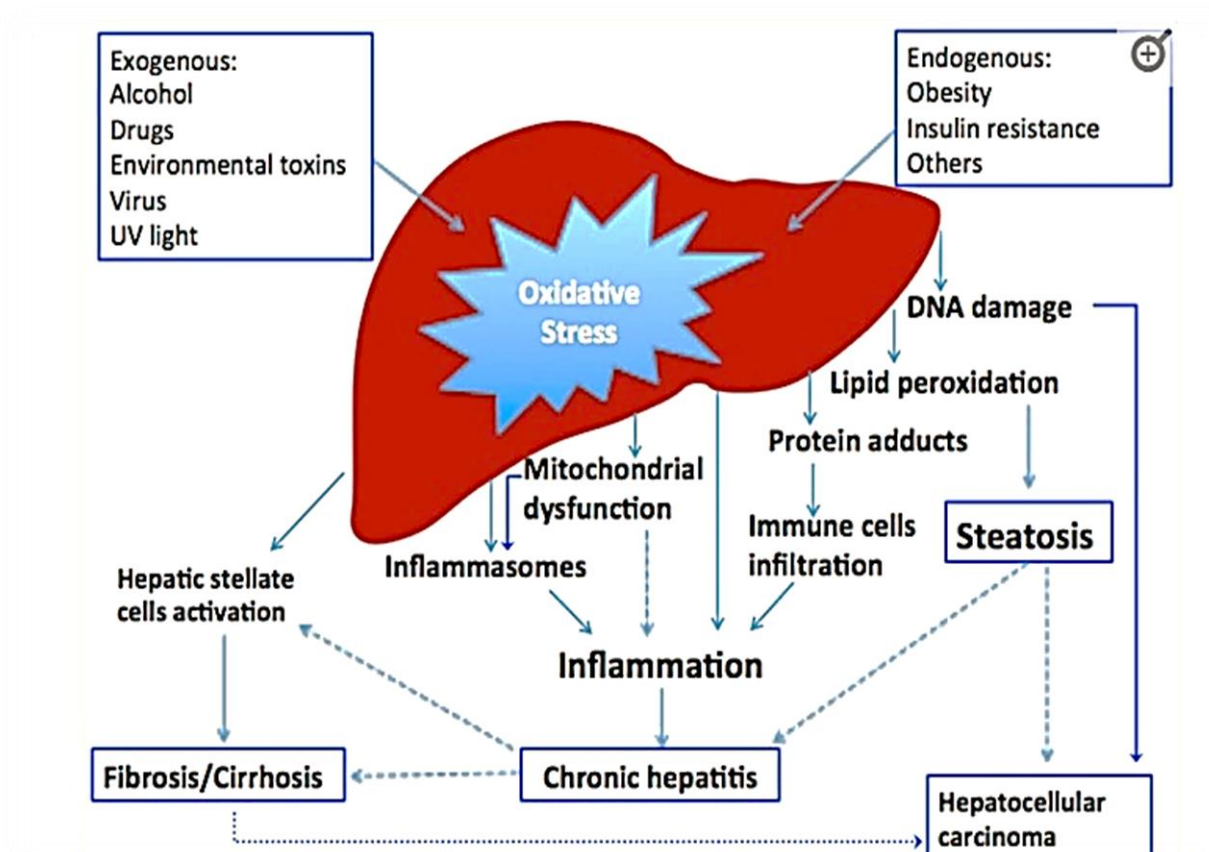 Exogenous:
Alcohol
Drugs
Environmental toxins
Virus
UV light
Endogenous:
Obesity
Insulin resistance
Others
Oxidative
Stress
DNA damage
Lipid peroxidation
Protein adducts
Mitochondrial
dysfunction
Immune cells
infiltration
Steatosis
Inflammasomes
Hepatic stellate
cells activation
Inflammation
Fibrosis/Cirrhosis
Chronic hepatitis
Hepatocellular
carcinoma